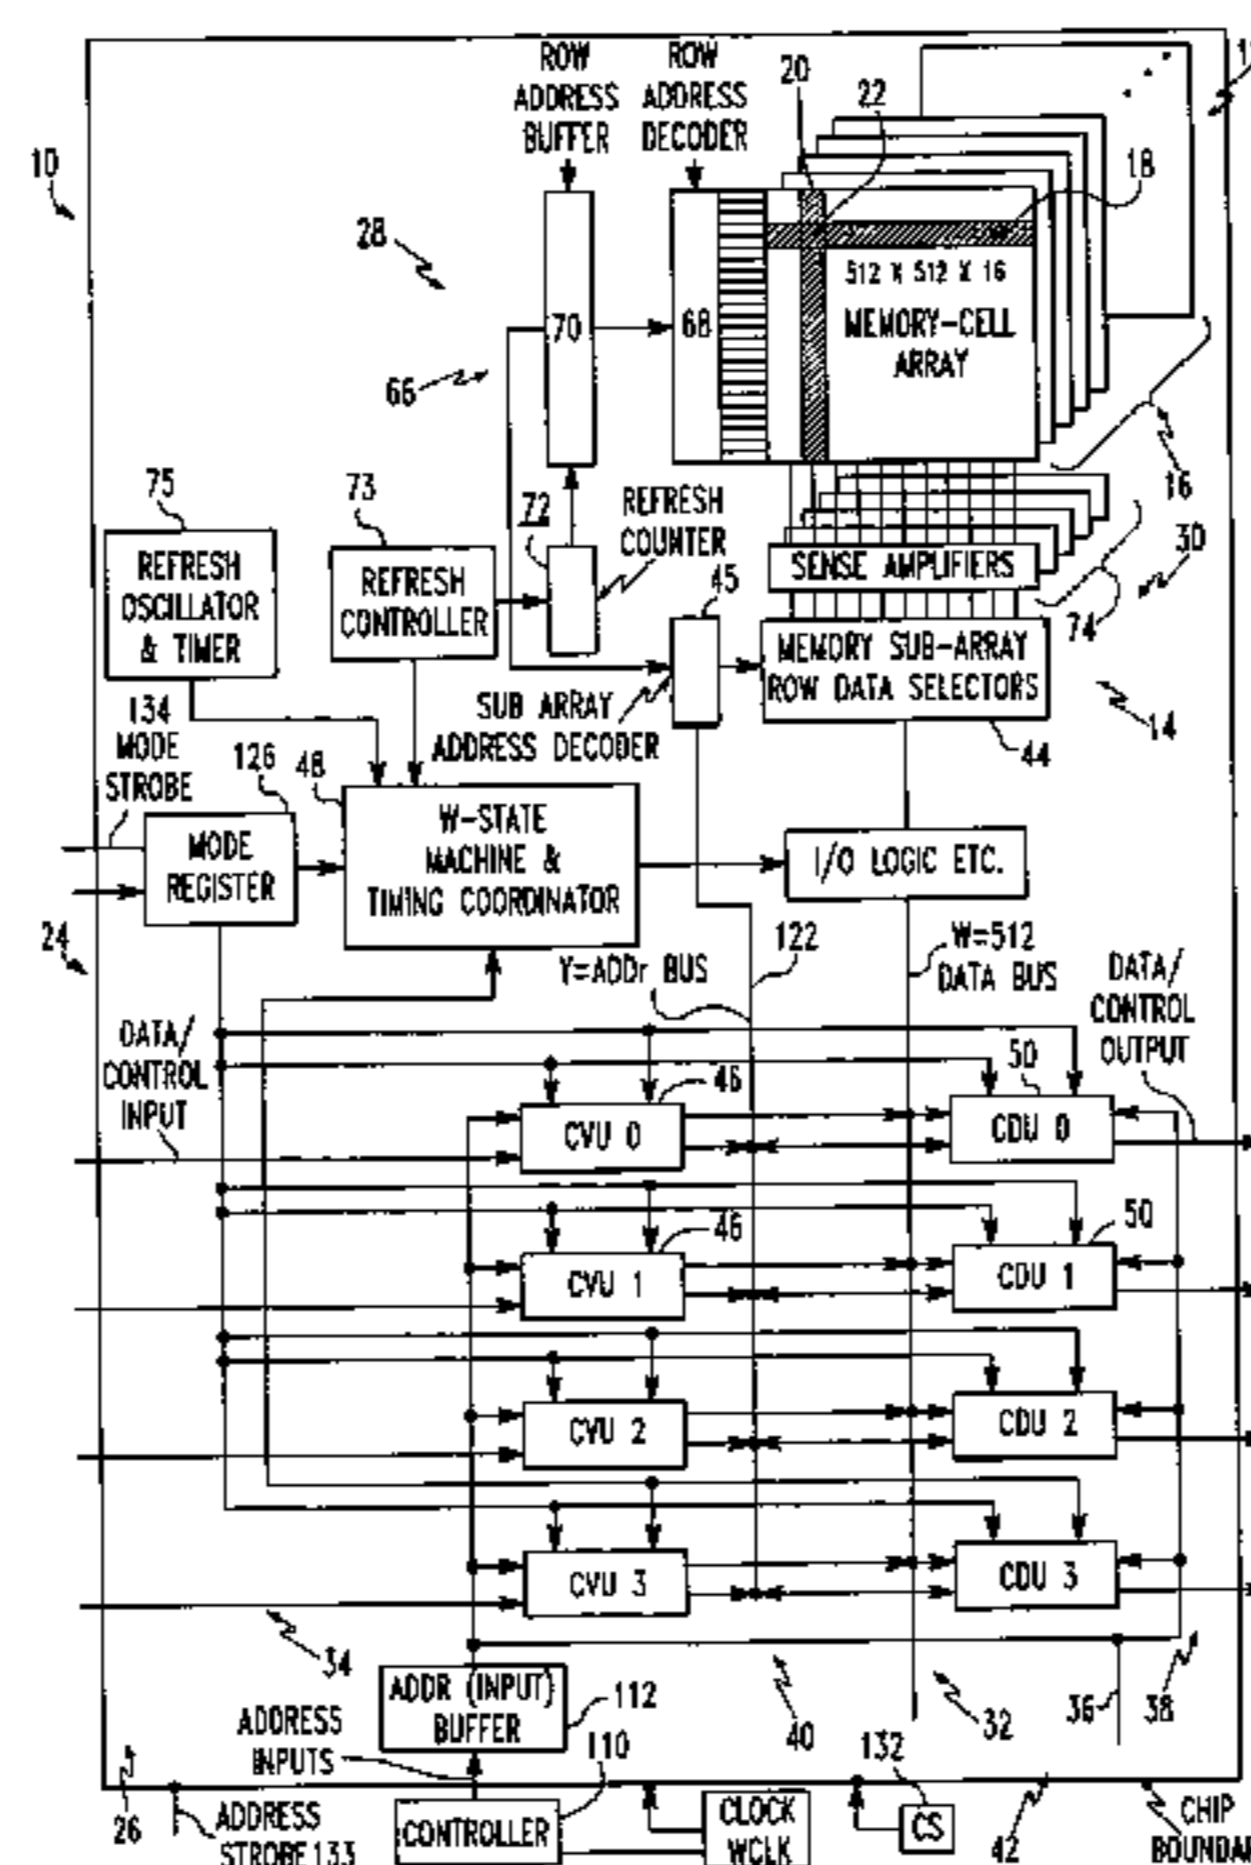 ROW
ADDRESS
BUFFER
ROW
ADDRESS
DECODER
20
22
18
10
28
512 X 512 X 16
MEMORY-CELL
ARRAY
70
68
66
16
75
73
72
REFRESH
COUNTER
30
REFRESH
OSCILLATOR
& TIMER
REFRESH
CONTROLLER
45
SENSE AMPLIFIERS
74
MEMORY SUB-ARRAY
ROW DATA SELECTORS
SUB ARRAY
ADDRESS DECODER
14
44
134
MODE
STROBE
126
48
MODE
REGISTER
W-STATE
MACHINE &
TIMING COORDINATOR
I/O LOGIC ETC.
24
Y=ADDr BUS
122
W=512
DATA BUS
DATA/
CONTROL
OUTPUT
DATA/
CONTROL
INPUT
46
50
CVU 0
CDU 0
46
50
CVU 1
CDU 1
CVU 2
CDU 2
CVU 3
CDU 3
34
ADDR (INPUT)
BUFFER
112
40
32
36
38
ADDRESS
INPUTS
110
132
26
ADDRESS
STROBE 133
CONTROLLER
CLOCK
WCLK
CS
42
CHIP